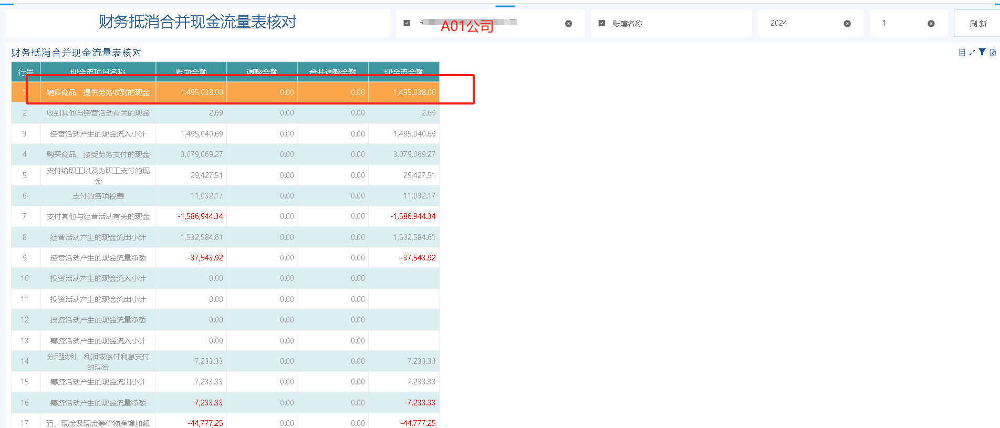 财务抵消合并现金流量表核对
A01公司
账簿名称
2024
1
刷 新
财务抵消合并现金流量表核对
行号 现金流项目名称 账面金额 调整金额 合并调整金额 现金流金额
1 销售商品、提供劳务收到的现金 1,495,038.00 0.00 0.00 1,495,038.00
2 收到其他与经营活动有关的现金 2.69 0.00 0.00 2.69
3 经营活动产生的现金流入小计 1,495,040.69 0.00 0.00 1,495,040.69
4 购买商品、接受劳务支付的现金 3,079,069.27 0.00 0.00 3,079,069.27
5 支付给职工以及为职工支付的现
金 29,427.51 0.00 0.00 29,427.51
6 支付的各项税费 11,032.17 0.00 0.00 11,032.17
7 支付其他与经营活动有关的现金 -1,586,944.34 0.00 0.00 -1,586,944.34
8 经营活动产生的现金流出小计 1,532,584.61 0.00 0.00 1,532,584.61
9 经营活动产生的现金流量净额 -37,543.92 0.00 0.00 -37,543.92
10 投资活动产生的现金流入小计 0.00 0.00 0.00
11 投资活动产生的现金流出小计 0.00 0.00 0.00
12 投资活动产生的现金流量净额 0.00 0.00 0.00
13 筹资活动产生的现金流入小计 0.00 0.00 0.00
14 分配股利、利润或偿付利息支付
的现金 7,233.33 0.00 0.00 7,233.33
15 筹资活动产生的现金流出小计 7,233.33 0.00 0.00 7,233.33
16 筹资活动产生的现金流量净额 -7,233.33 0.00 0.00 -7,233.33
17 五、现金及现金等价物净增加额 -44,777.25 0.00 0.00 -44,777.25